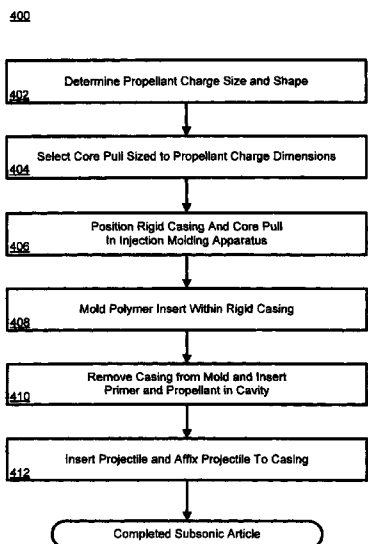 400
Determine Propellant Charge Size and Shape
402
Select Core Pull Sized to Propellant Charge Dimensions
404
Position Rigid Casing And Core Pull
In Injection Molding Apparatus
406
Mold Polymer Insert Within Rigid Casing
408
Remove Casing from Mold and Insert
Primer and Propellant in Cavity
410
Insert Projectile and Affix Projectile To Casing
412
Completed Subsonic Article